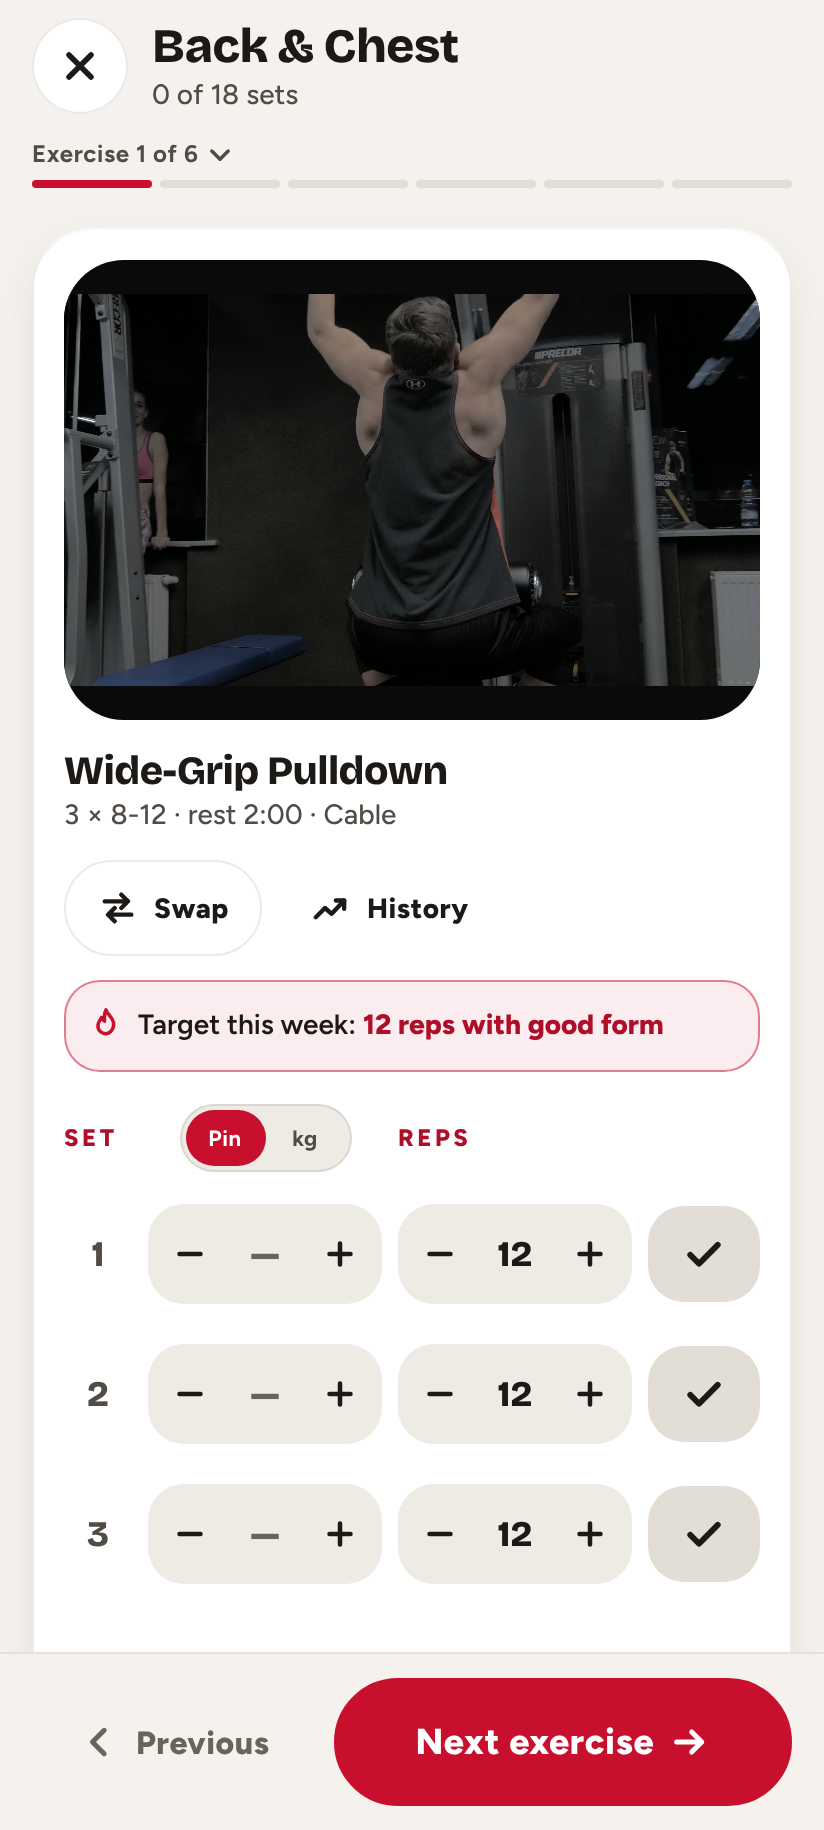 Back & Chest
0 of 18 sets
Exercise 1 of 6
PRECOR
Wide-Grip Pulldown
3 × 8-12 · rest 2:00 · Cable
Swap
History
Target this week: 12 reps with good form
SET Pin kg REPS
1 − – + − 12 +
2 − – + − 12 +
3 − – + − 12 +
Previous
Next exercise